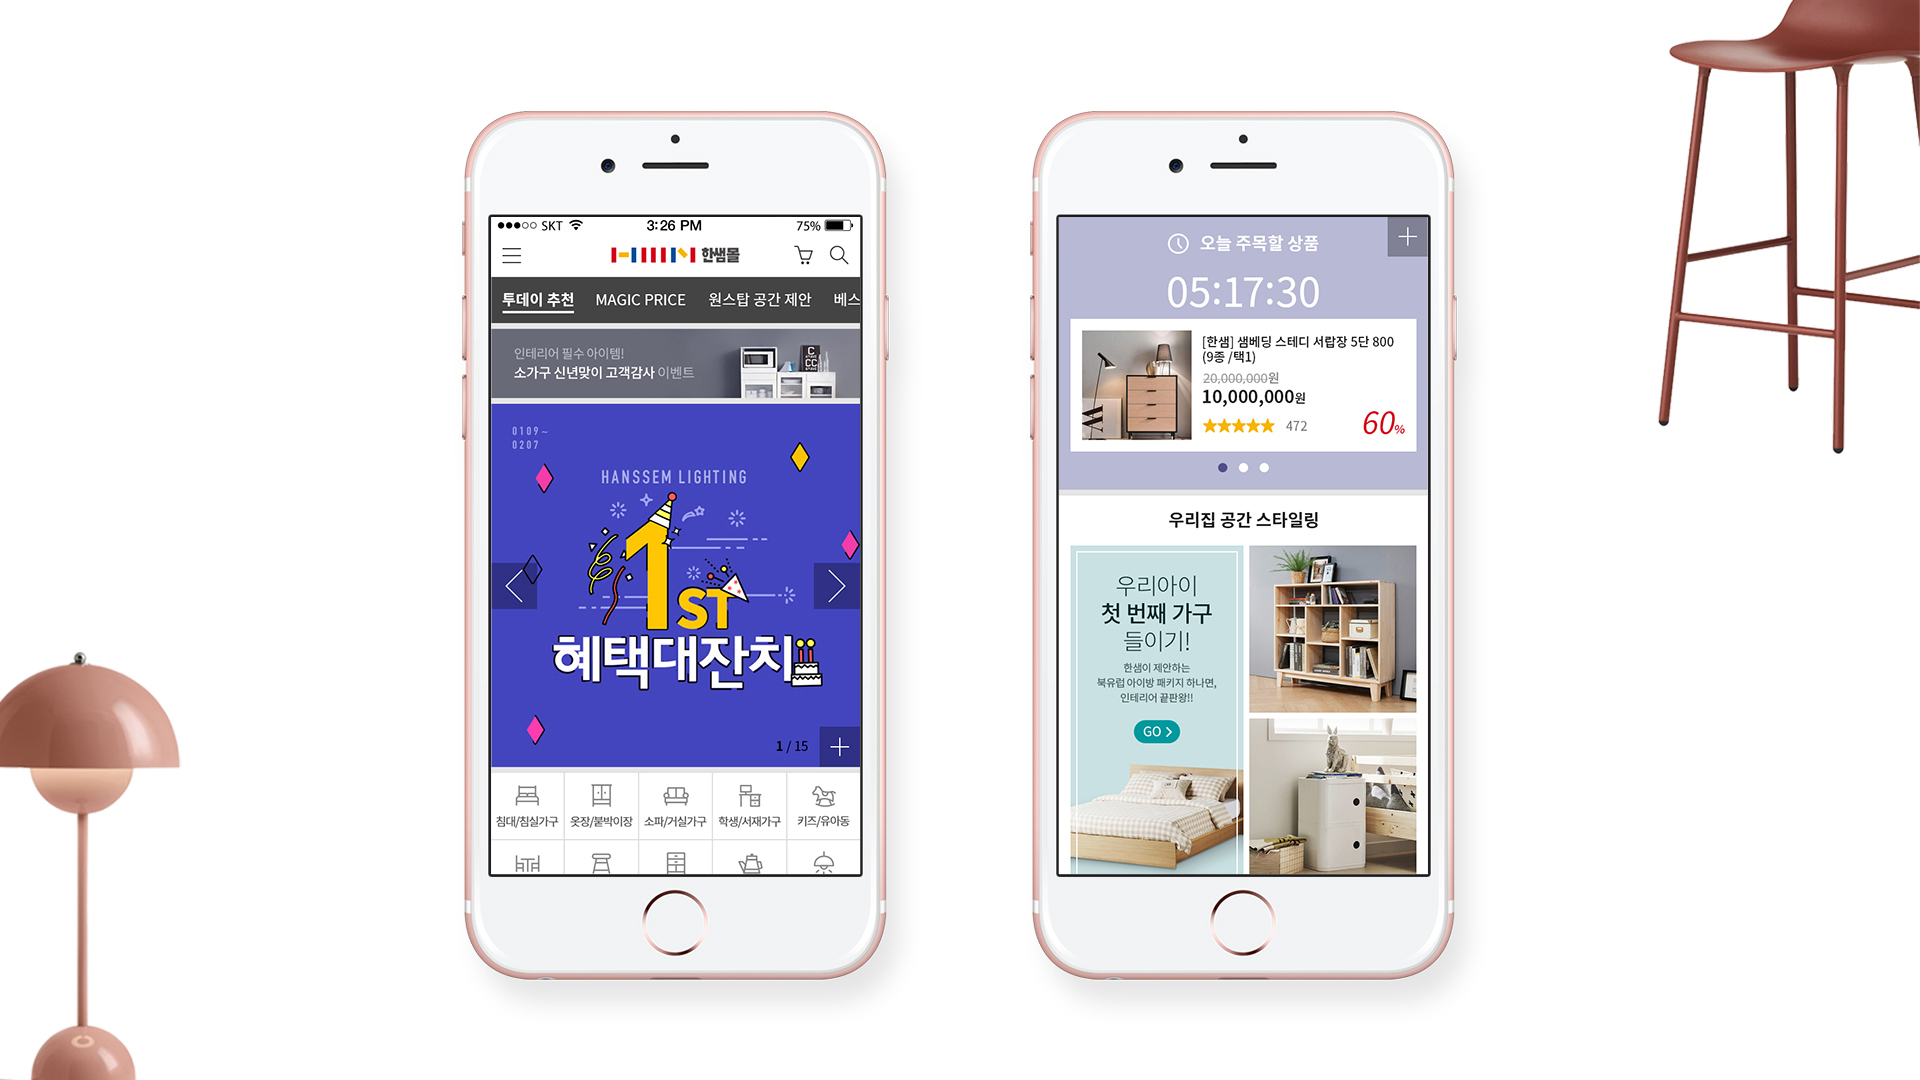 SKT
3:26 PM
75%
한샘몰
투데이 추천 MAGIC PRICE 원스탑 공간 제안 베스
인테리어 필수 아이템!
소가구 신년맞이 고객감사 이벤트
0109~
0207
HANSSEM LIGHTING
1ST
혜택대잔치
1 / 15
침대/침실가구 옷장/붙박이장 소파/거실가구 학생/서재가구 키즈/유아동
오늘 주목할 상품
05:17:30
[한샘] 샘베딩 스테디 서랍장 5단 800
(9종 /택1)
20,000,000원
10,000,000원
472
60%
우리집 공간 스타일링
우리아이
첫 번째 가구
들이기!
한샘이 제안하는
북유럽 아이방 패키지 하나면,
인테리어 끝판왕!!
GO